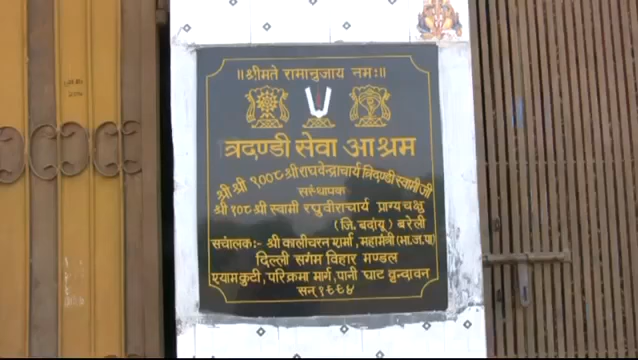 ॥श्रीमते रामानुजाय नमः॥
त्रदण्डी सेवा आश्रम
श्री श्री १००८ श्रीराघवेन्द्राचार्य त्रिदण्डी स्वामी जी
संस्थापक
श्री १०८ श्री स्वामी रघुवीराचार्य प्राग्यचक्षु
(जि. बदांयू) बरेली
संचालक:- श्री कालीचरन शर्मा, महामंत्री (भा.ज.पा)
दिल्ली संगम विहार मण्डल
श्यामकुटी, परिक्रमा मार्ग, पानी घाट वृन्दावन
सन् १९९४